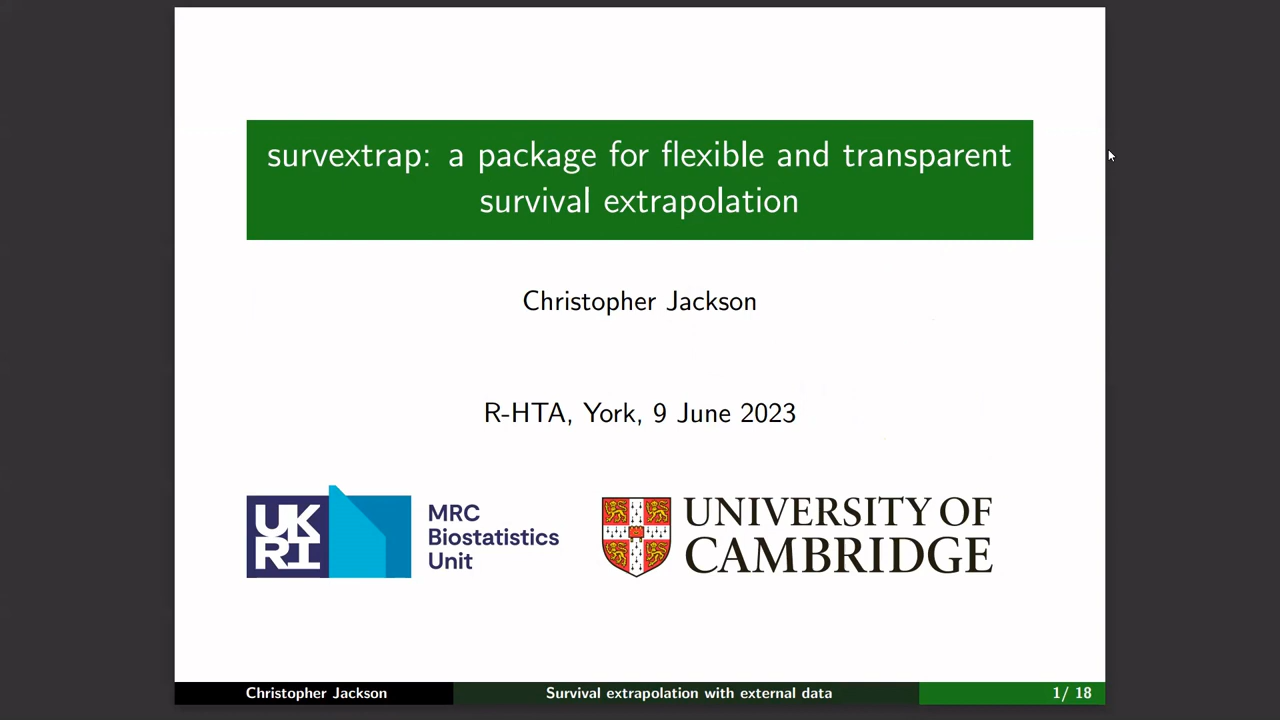 survextrap: a package for flexible and transparent
survival extrapolation
Christopher Jackson
R-HTA, York, 9 June 2023
UK
RI
MRC
Biostatistics
Unit
UNIVERSITY OF
CAMBRIDGE
Christopher Jackson
Survival extrapolation with external data
1/ 18